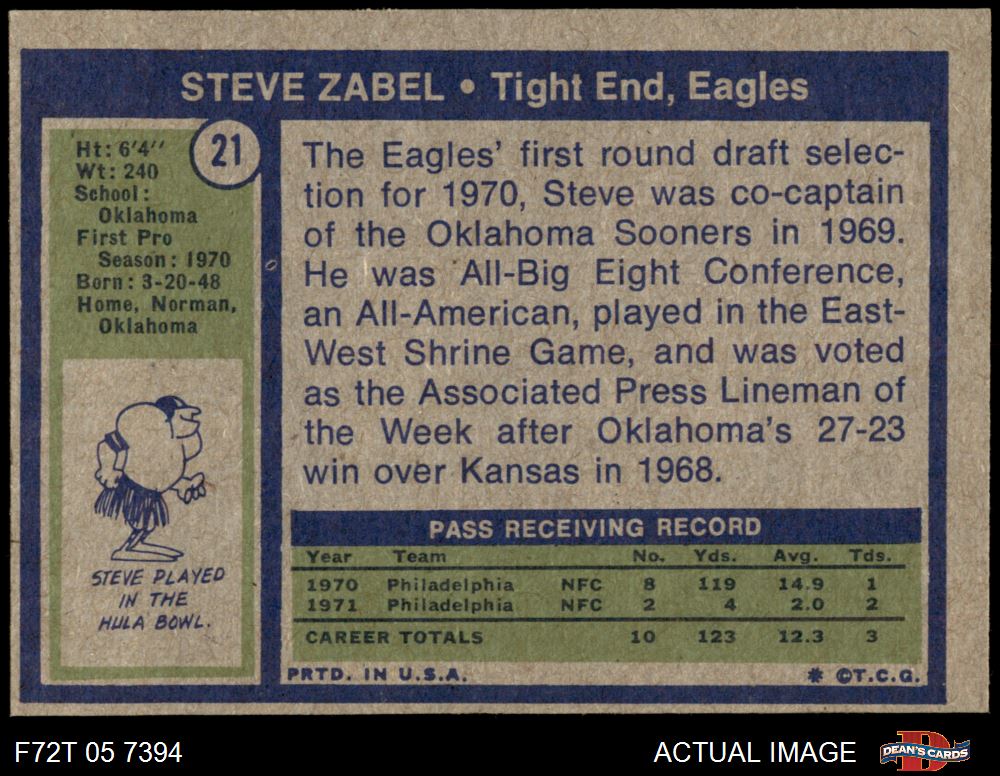 STEVE ZABEL • Tight End, Eagles
21
Ht: 6'4''
Wt: 240
School:
Oklahoma
First Pro
Season: 1970
Born: 3-20-48
Home, Norman,
Oklahoma
STEVE PLAYED
IN THE
HULA BOWL.
The Eagles' first round draft selec-
tion for 1970, Steve was co-captain
of the Oklahoma Sooners in 1969.
He was All-Big Eight Conference,
an All-American, played in the East-
West Shrine Game, and was voted
as the Associated Press Lineman of
the Week after Oklahoma's 27-23
win over Kansas in 1968.
PASS RECEIVING RECORD
Year Team No. Yds. Avg. Tds.
1970 Philadelphia NFC 8 119 14.9 1
1971 Philadelphia NFC 2 4 2.0 2
CAREER TOTALS 10 123 12.3 3
PRTD. IN U.S.A. * ©T.C.G.
F72T 05 7394 ACTUAL IMAGE DEAN'S CARDS